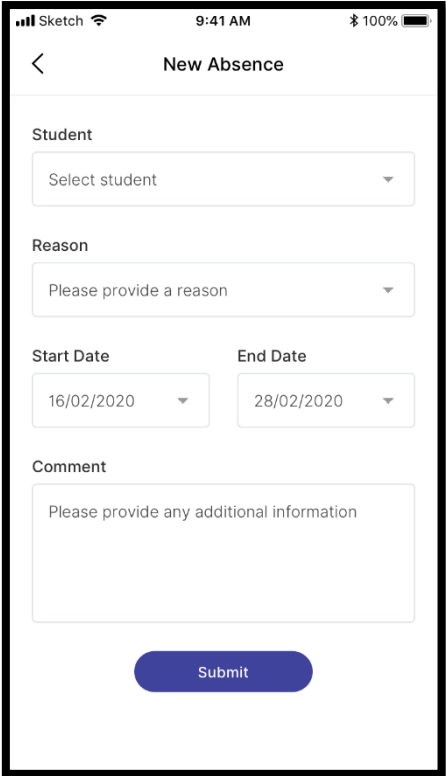 Sketch 9:41 AM 100%
New Absence
Student
Select student
Reason
Please provide a reason
Start Date End Date
16/02/2020 28/02/2020
Comment
Please provide any additional information
Submit